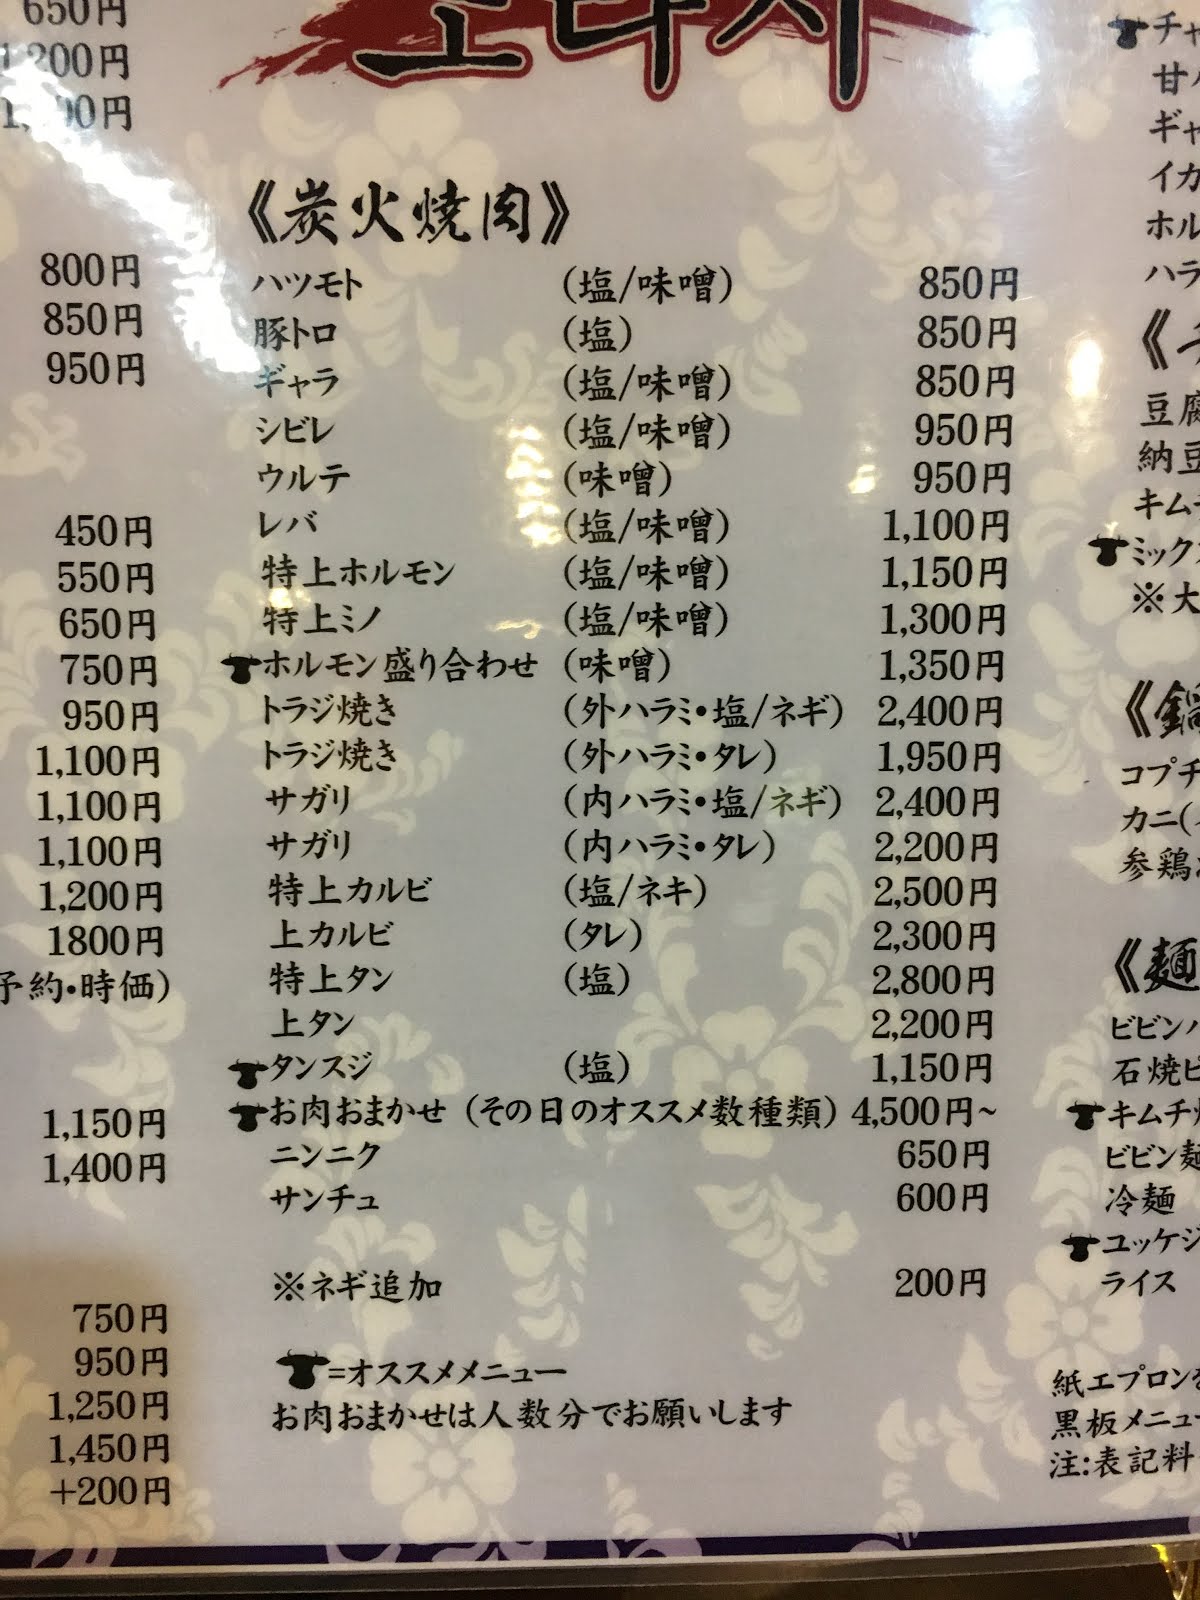 650円
1,200円
800円
850円
950円
450円
550円
650円
750円
950円
1,100円
1,100円
1,100円
1,200円
1800円
予約・時価)
1,150円
1,400円
750円
950円
1,250円
1,450円
+200円
도라지
《炭火焼肉》
ハツモト (塩/味噌) 850円
豚トロ (塩) 850円
ギャラ (塩/味噌) 850円
シビレ (塩/味噌) 950円
ウルテ (味噌) 950円
レバ (塩/味噌) 1,100円
特上ホルモン (塩/味噌) 1,150円
特上ミノ (塩/味噌) 1,300円
ホルモン盛り合わせ (味噌) 1,350円
トラジ焼き (外ハラミ・塩/ネギ) 2,400円
トラジ焼き (外ハラミ・タレ) 1,950円
サガリ (内ハラミ・塩/ネギ) 2,400円
サガリ (内ハラミ・タレ) 2,200円
特上カルビ (塩/ネキ) 2,500円
上カルビ (タレ) 2,300円
特上タン (塩) 2,800円
上タン 2,200円
タンスジ (塩) 1,150円
お肉おまかせ (その日のオススメ数種類) 4,500円~
ニンニク 650円
サンチュ 600円
※ネギ追加 200円
=オススメメニュー
お肉おまかせは人数分でお願いします
チャ
甘
ギャ
イカ
ホル
ハラ
《チ
豆腐
納豆
キムチ
ミックス
※大
《鍋
コプチ
カニ(
参鶏
《麺
ビビン
石焼ビ
キムチ
ビビン麺
冷麺
ユッケジ
ライス
紙エプロン
黒板メニュー
注:表記料